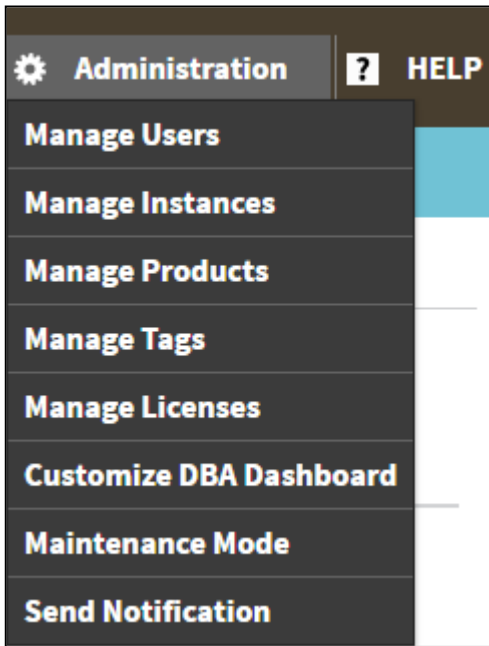 Administration ? HELP
Manage Users
Manage Instances
Manage Products
Manage Tags
Manage Licenses
Customize DBA Dashboard
Maintenance Mode
Send Notification